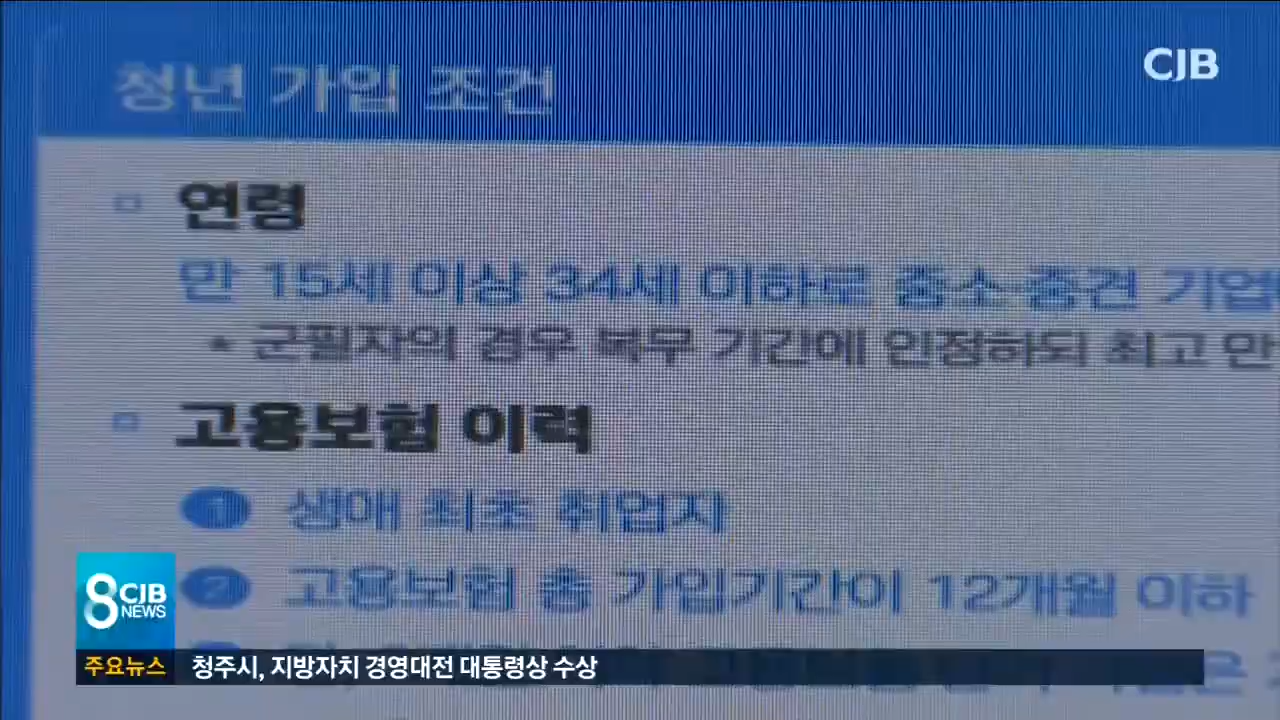 CJB
청년 가입 조건
연령
만 15세 이상 34세 이하로 중소·중견 기업
* 군필자의 경우 복무 기간에 인정하되 최고 만
고용보험 이력
1 생애 최초 취업자
2 고용보험 총 가입기간이 12개월 이하
8 CJB NEWS
주요뉴스 청주시, 지방자치 경영대전 대통령상 수상